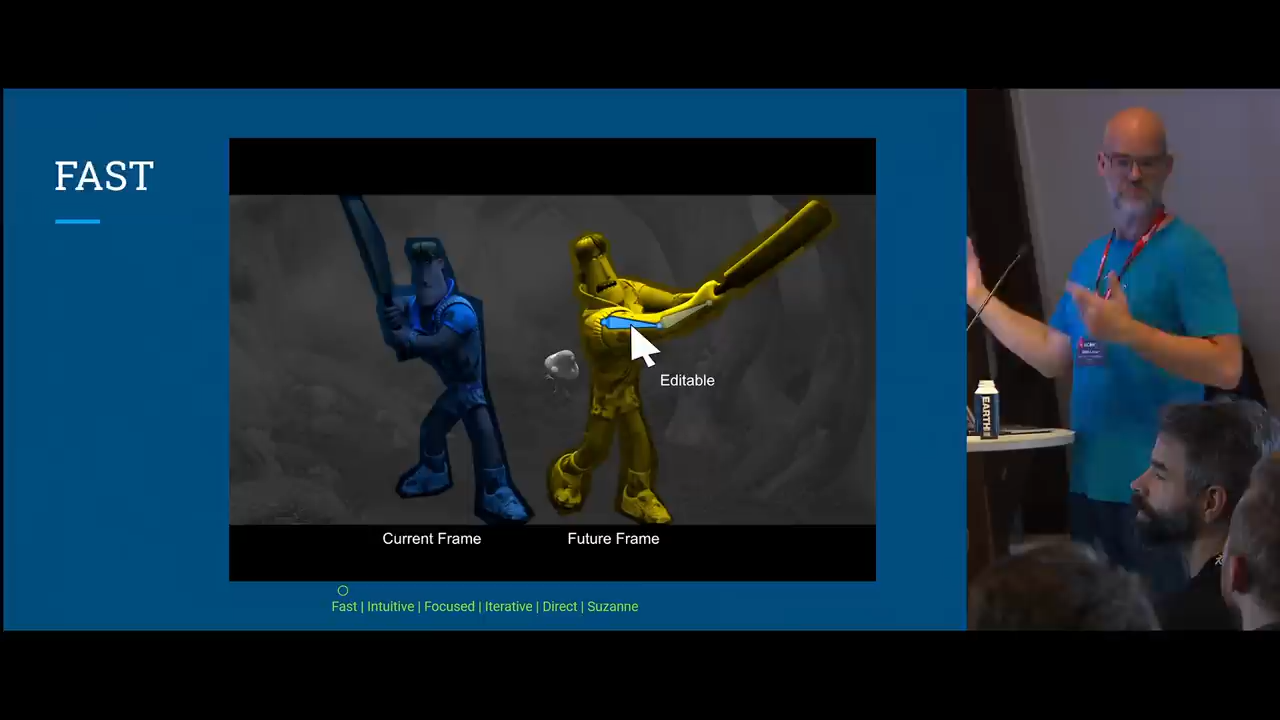 FAST
Editable
Current Frame
Future Frame
Fast | Intuitive | Focused | Iterative | Direct | Suzanne
EARTH